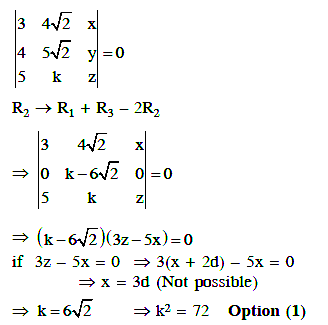 |3 4√2 x|
|4 5√2 y| = 0
|5 k z|
R₂ → R₁ + R₃ − 2R₂
⇒ |3 4√2 x|
|0 k−6√2 0| = 0
|5 k z|
⇒ (k−6√2)(3z−5x)=0
if 3z − 5x = 0 ⇒ 3(x + 2d) − 5x = 0
⇒ x = 3d (Not possible)
⇒ k = 6√2 ⇒ k² = 72 Option (1)